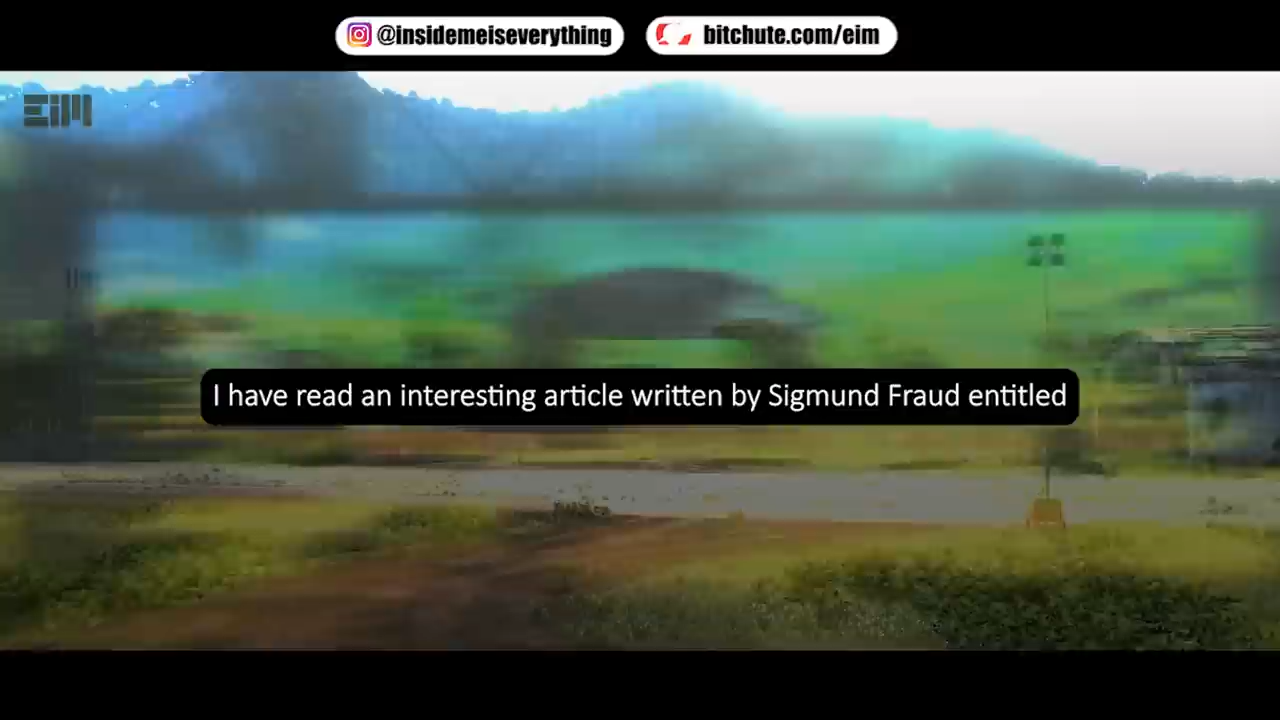 @insidemeiseverything
bitchute.com/eim
EIM
I have read an interesting article written by Sigmund Fraud entitled